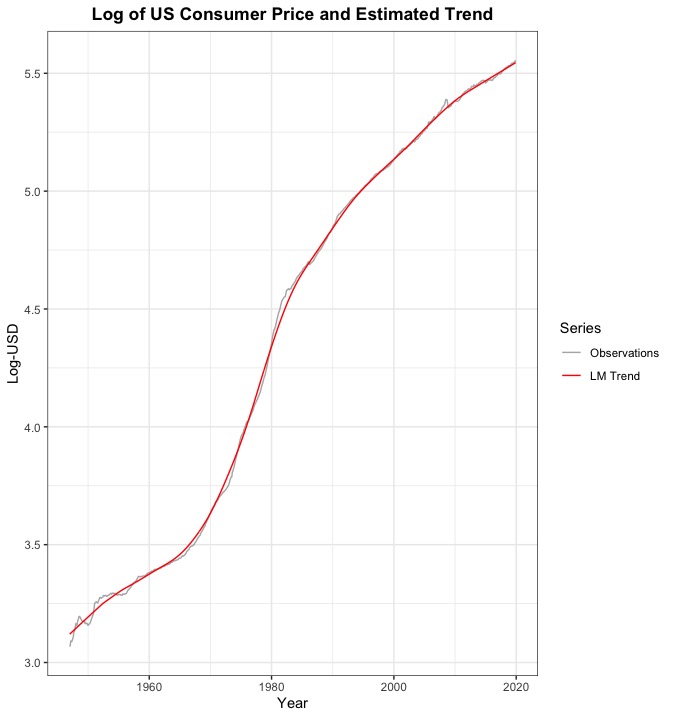 Log of US Consumer Price and Estimated Trend
5.5
5.0
4.5
4.0
3.5
3.0
Log-USD
1960
1980
2000
2020
Year
Series
Observations
LM Trend